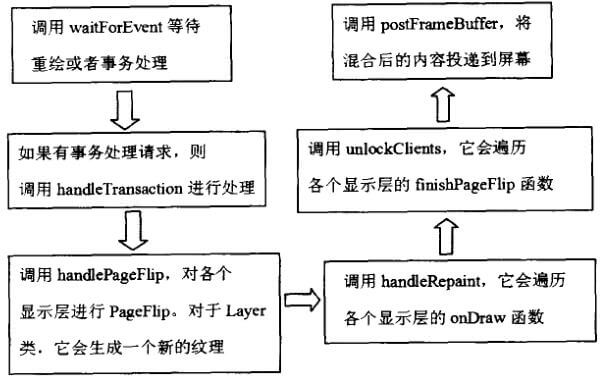 调用 waitForEvent 等待
重绘或者事务处理
如果有事务处理请求，则
调用 handleTransaction 进行处理
调用 handlePageFlip，对各个
显示层进行 PageFlip。对于 Layer
类．它会生成一个新的纹理
调用 handleRepaint，它会遍历
各个显示层的 onDraw 函数
调用 unlockClients，它会遍历
各个显示层的 finishPageFlip 函数
调用 postFrameBuffer，将
混合后的内容投递到屏幕